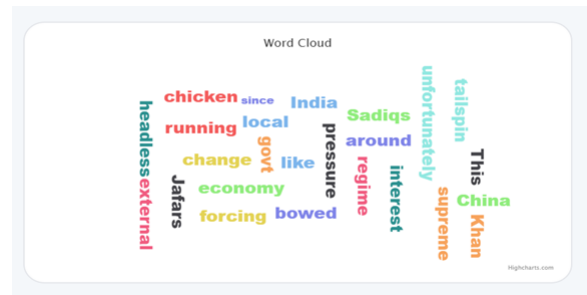 Word Cloud
chicken
since
India
unfortunately
tailspin
headless
running
local
Sadiqs
pressure
around
govt
change
like
This
regime
interest
external
Jafars
economy
supreme
China
forcing
bowed
Khan
Highcharts.com